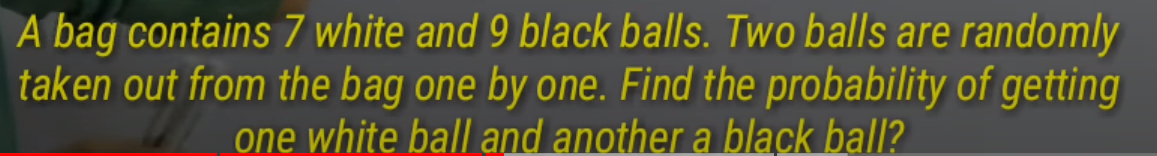 A bag contains 7 white and 9 black balls. Two balls are randomly
taken out from the bag one by one. Find the probability of getting
one white ball and another a black ball?